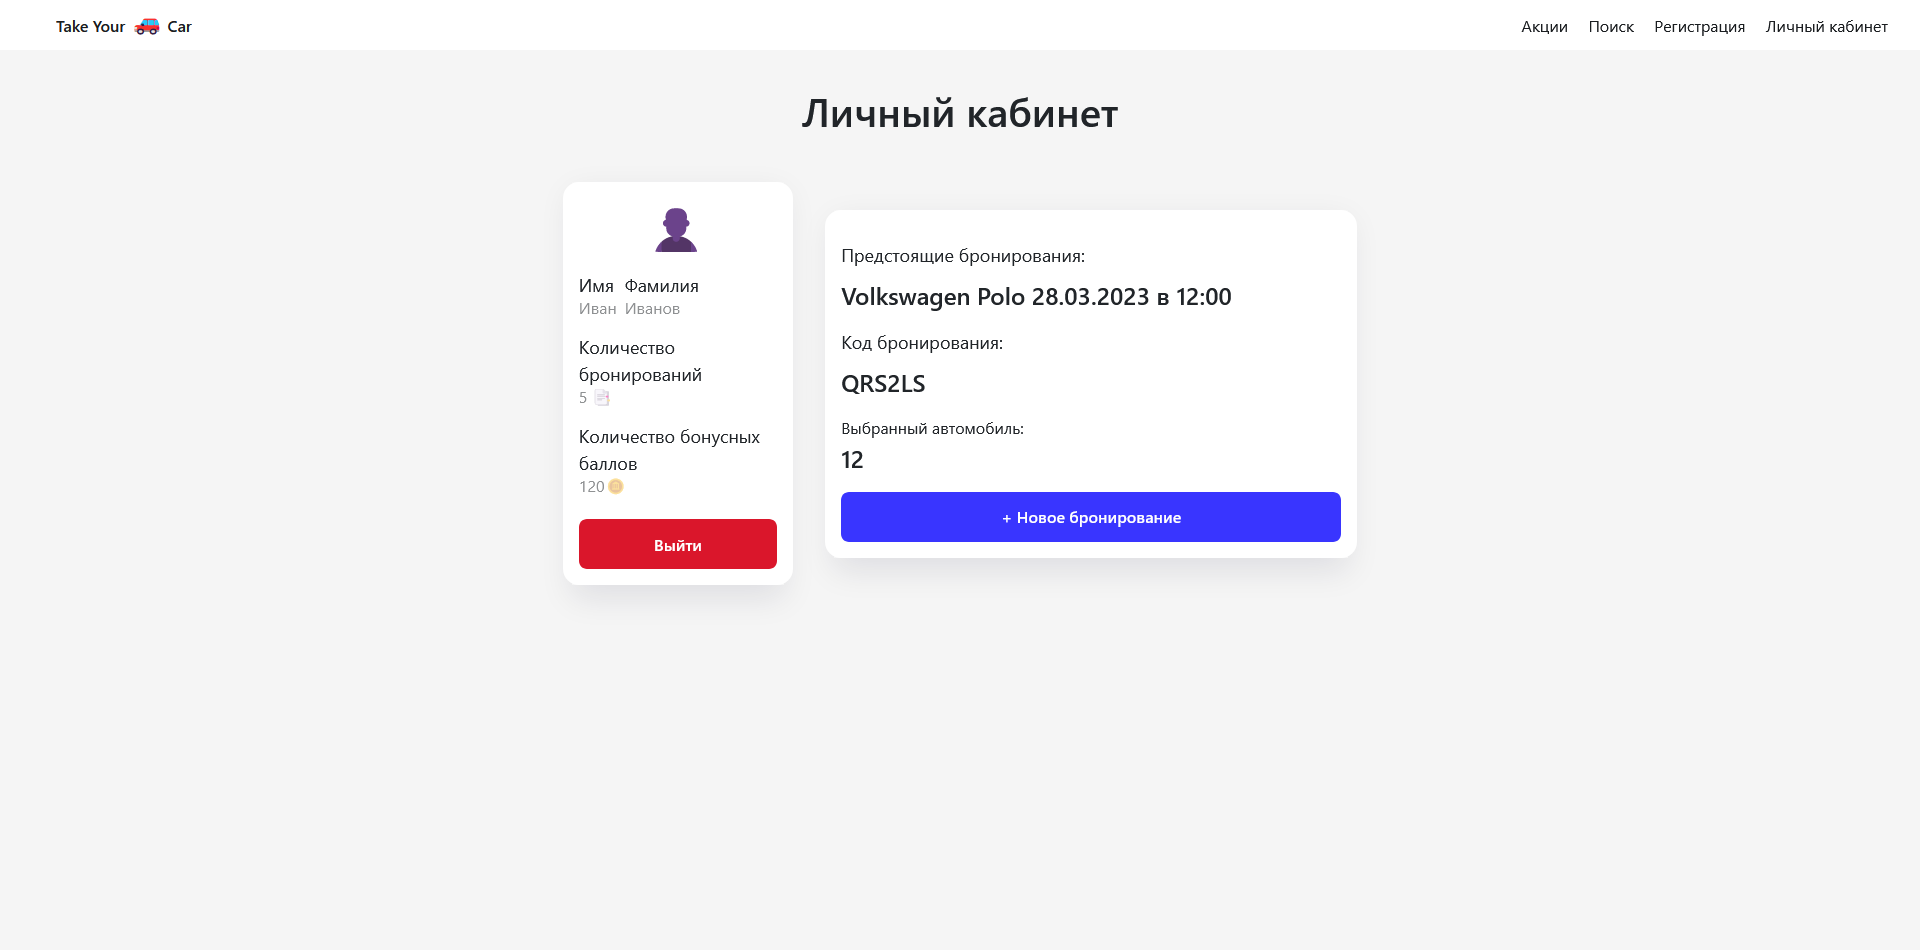 Take Your Car
Акции Поиск Регистрация Личный кабинет
Личный кабинет
Имя Фамилия
Иван Иванов
Количество
бронирований
5
Количество бонусных
баллов
120
Выйти
Предстоящие бронирования:
Volkswagen Polo 28.03.2023 в 12:00
Код бронирования:
QRS2LS
Выбранный автомобиль:
12
+ Новое бронирование